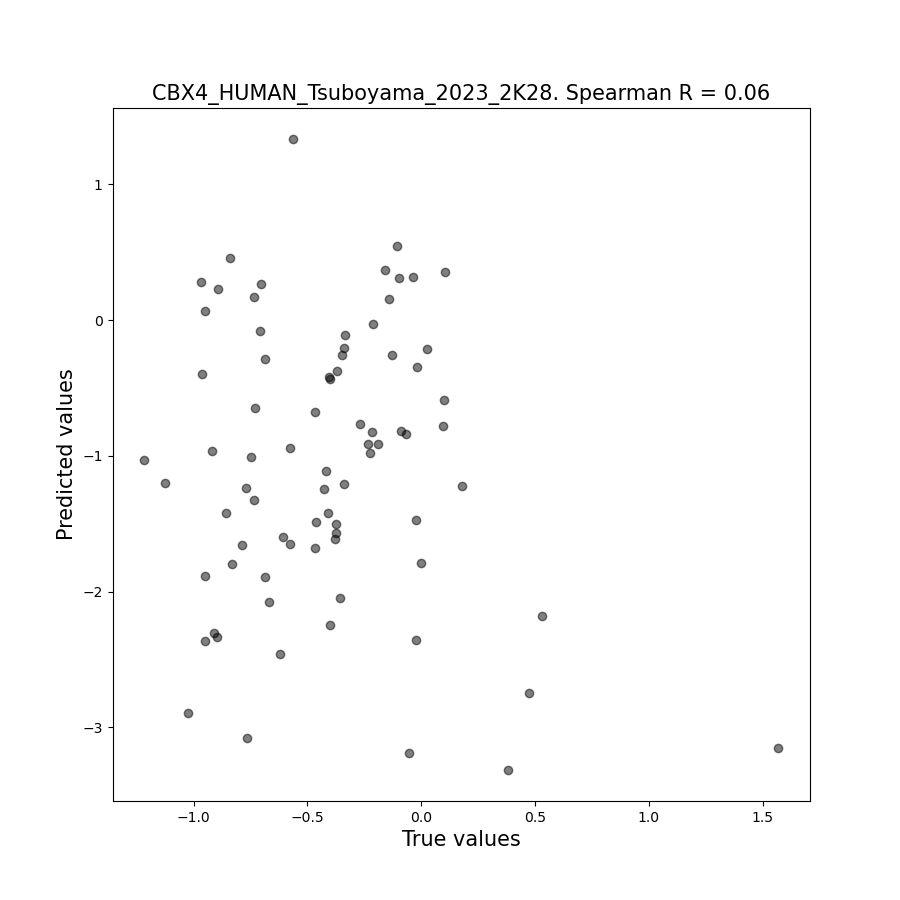 CBX4_HUMAN_Tsuboyama_2023_2K28. Spearman R = 0.06
Predicted values
1
0
−1
−2
−3
−1.0 −0.5 0.0 0.5 1.0 1.5
True values